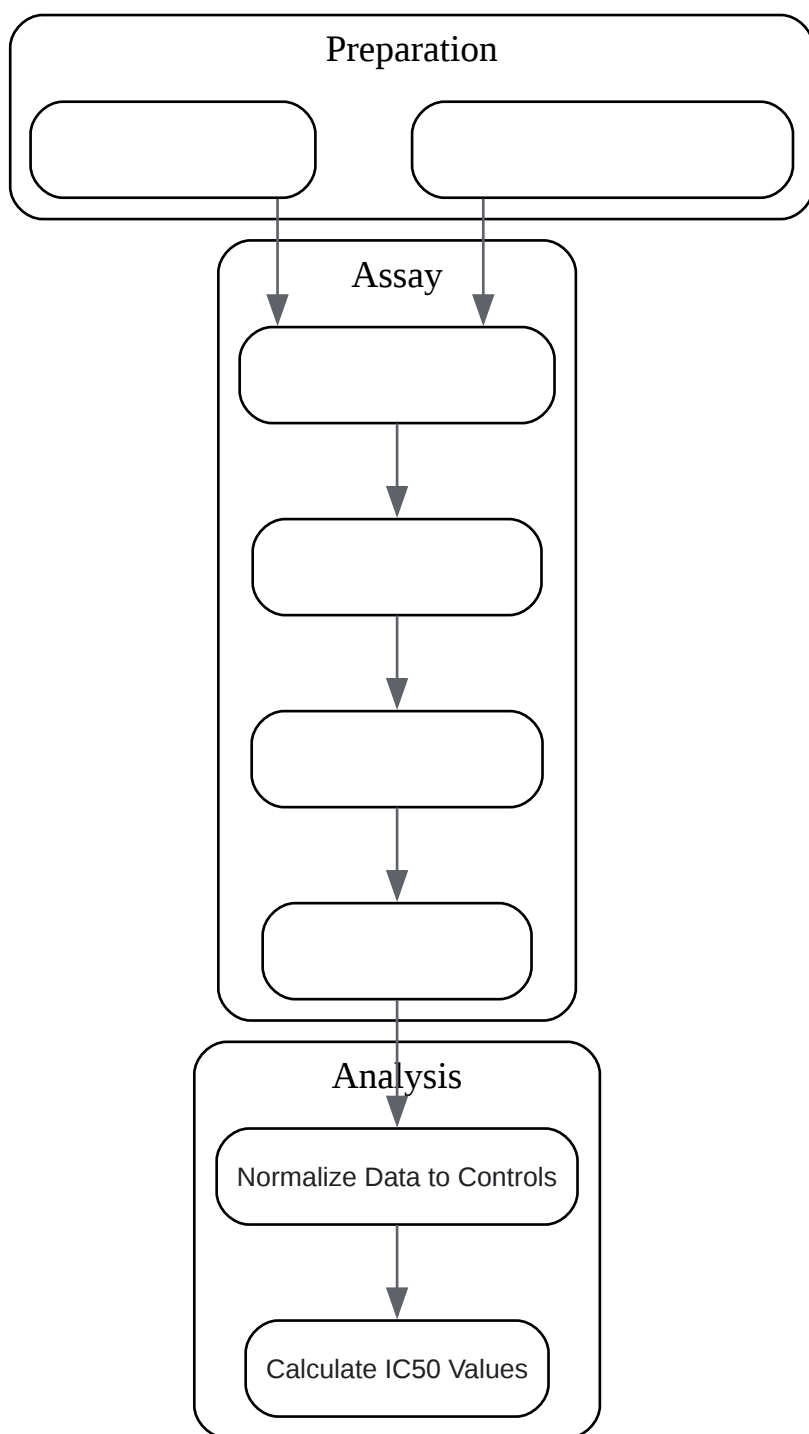 Preparation
Assay
Analysis
Normalize Data to Controls
Calculate IC50 Values